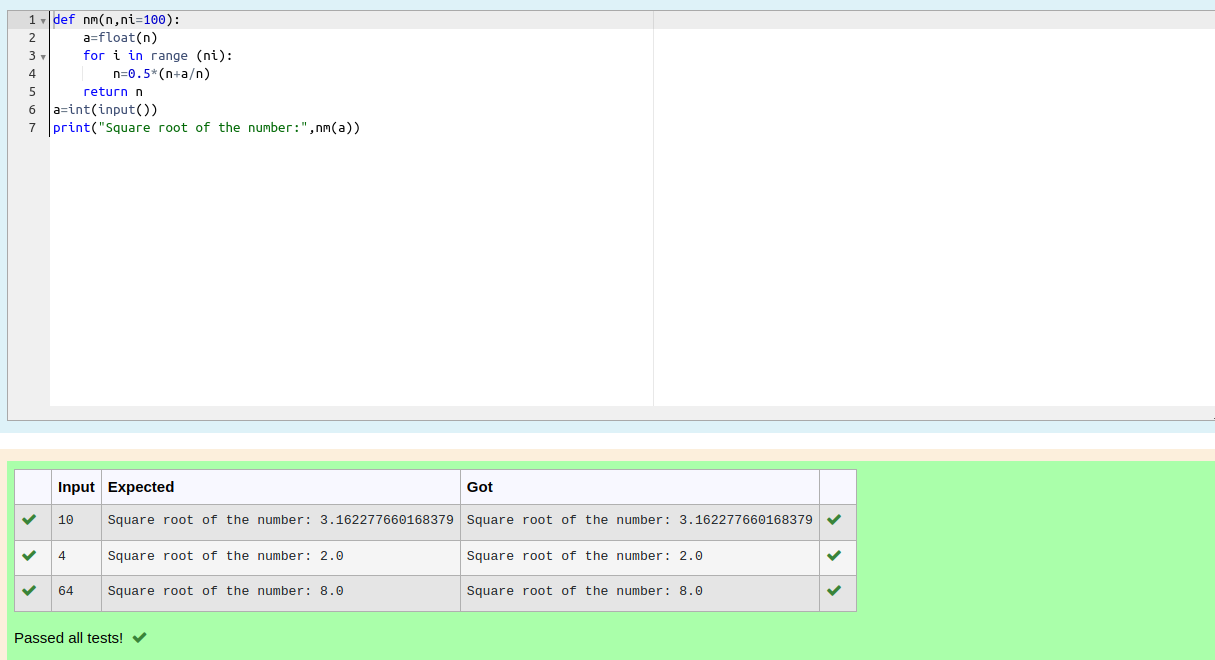 1 def nm(n,ni=100):
2     a=float(n)
3     for i in range (ni):
4         n=0.5*(n+a/n)
5     return n
6 a=int(input())
7 print("Square root of the number:",nm(a))
Input Expected Got
10 Square root of the number: 3.162277660168379 Square root of the number: 3.162277660168379
4 Square root of the number: 2.0 Square root of the number: 2.0
64 Square root of the number: 8.0 Square root of the number: 8.0
Passed all tests!